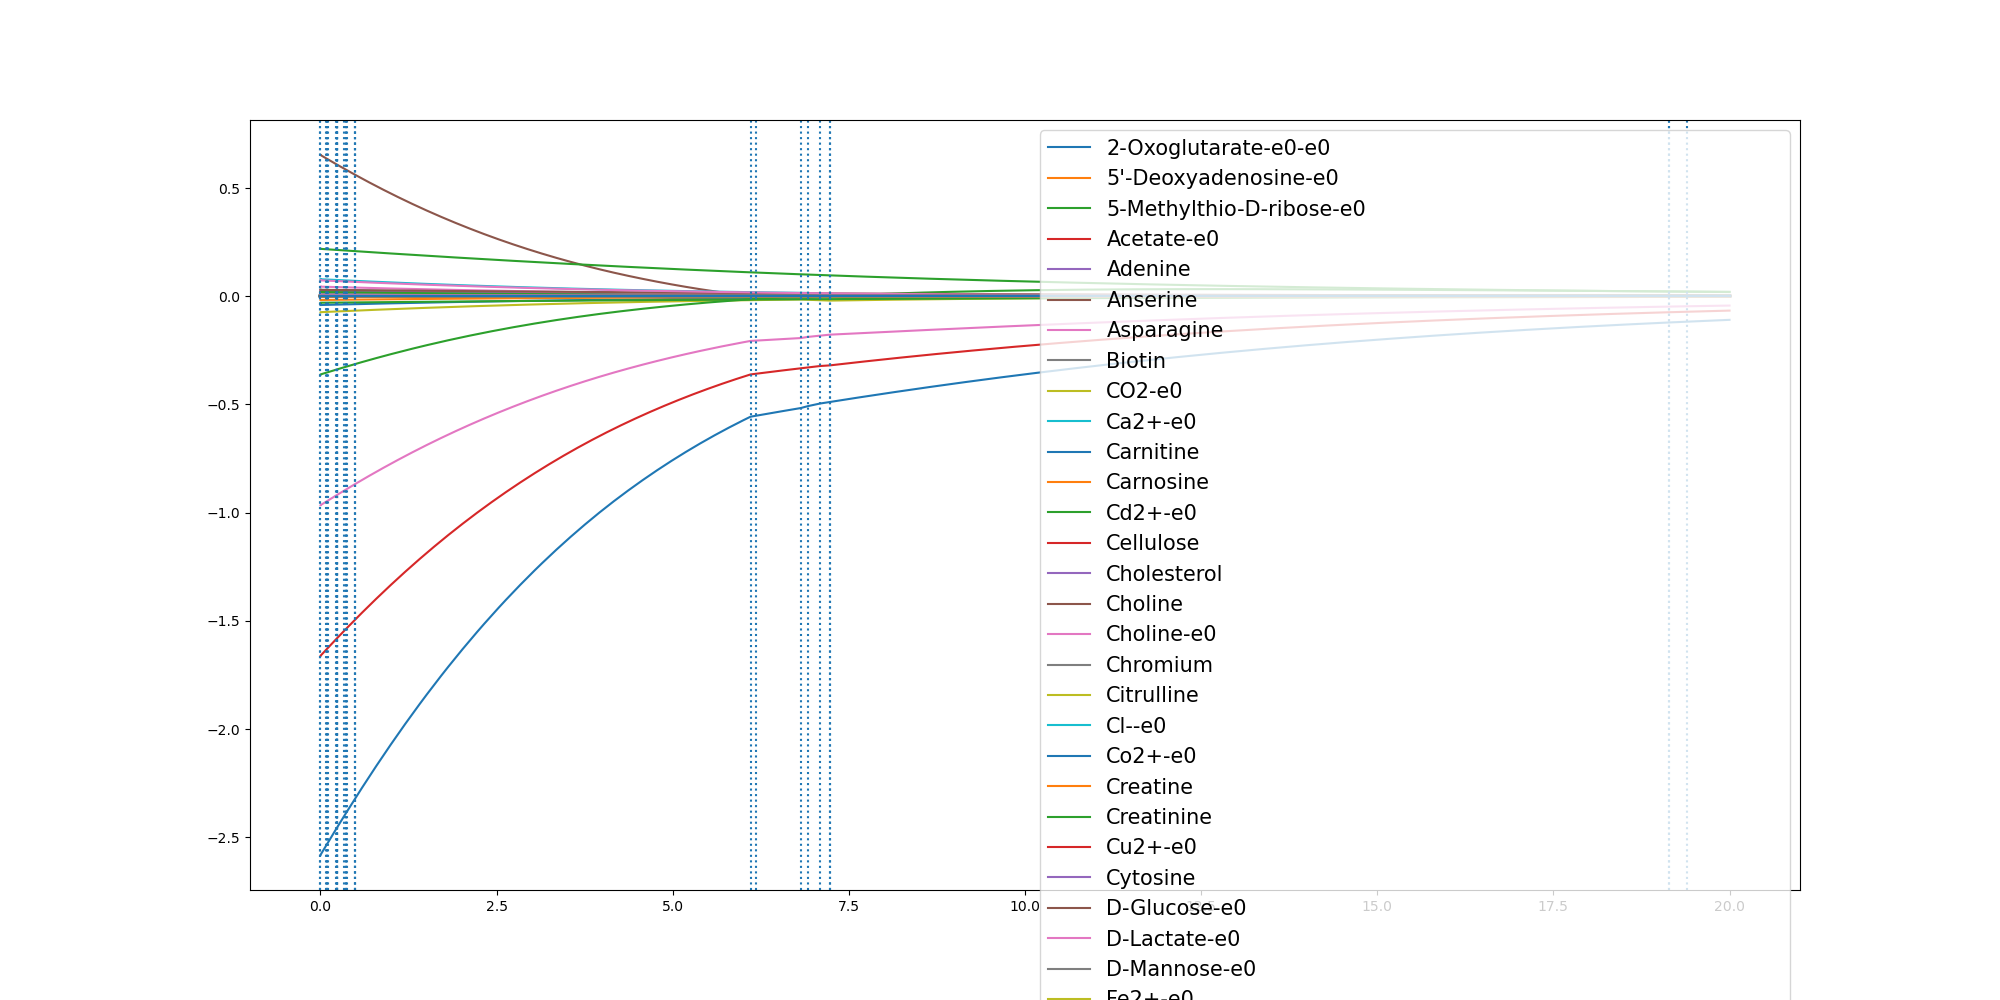 0.5
0.0
−0.5
−1.0
−1.5
−2.0
−2.5
0.0 2.5 5.0 7.5 10.0 15.0 17.5 20.0
2-Oxoglutarate-e0-e0
5'-Deoxyadenosine-e0
5-Methylthio-D-ribose-e0
Acetate-e0
Adenine
Anserine
Asparagine
Biotin
CO2-e0
Ca2+-e0
Carnitine
Carnosine
Cd2+-e0
Cellulose
Cholesterol
Choline
Choline-e0
Chromium
Citrulline
Cl--e0
Co2+-e0
Creatine
Creatinine
Cu2+-e0
Cytosine
D-Glucose-e0
D-Lactate-e0
D-Mannose-e0
Fe2+-e0